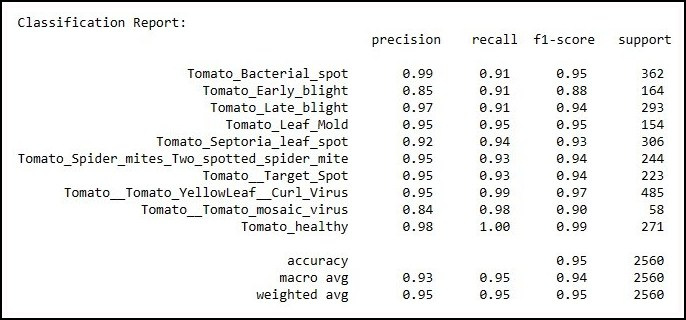 Classification Report:
precision recall f1-score support
Tomato_Bacterial_spot 0.99 0.91 0.95 362
Tomato_Early_blight 0.85 0.91 0.88 164
Tomato_Late_blight 0.97 0.91 0.94 293
Tomato_Leaf_Mold 0.95 0.95 0.95 154
Tomato_Septoria_leaf_spot 0.92 0.94 0.93 306
Tomato_Spider_mites_Two_spotted_spider_mite 0.95 0.93 0.94 244
Tomato__Target_Spot 0.95 0.93 0.94 223
Tomato__Tomato_YellowLeaf__Curl_Virus 0.95 0.99 0.97 485
Tomato__Tomato_mosaic_virus 0.84 0.98 0.90 58
Tomato_healthy 0.98 1.00 0.99 271
accuracy 0.95 2560
macro avg 0.93 0.95 0.94 2560
weighted avg 0.95 0.95 0.95 2560